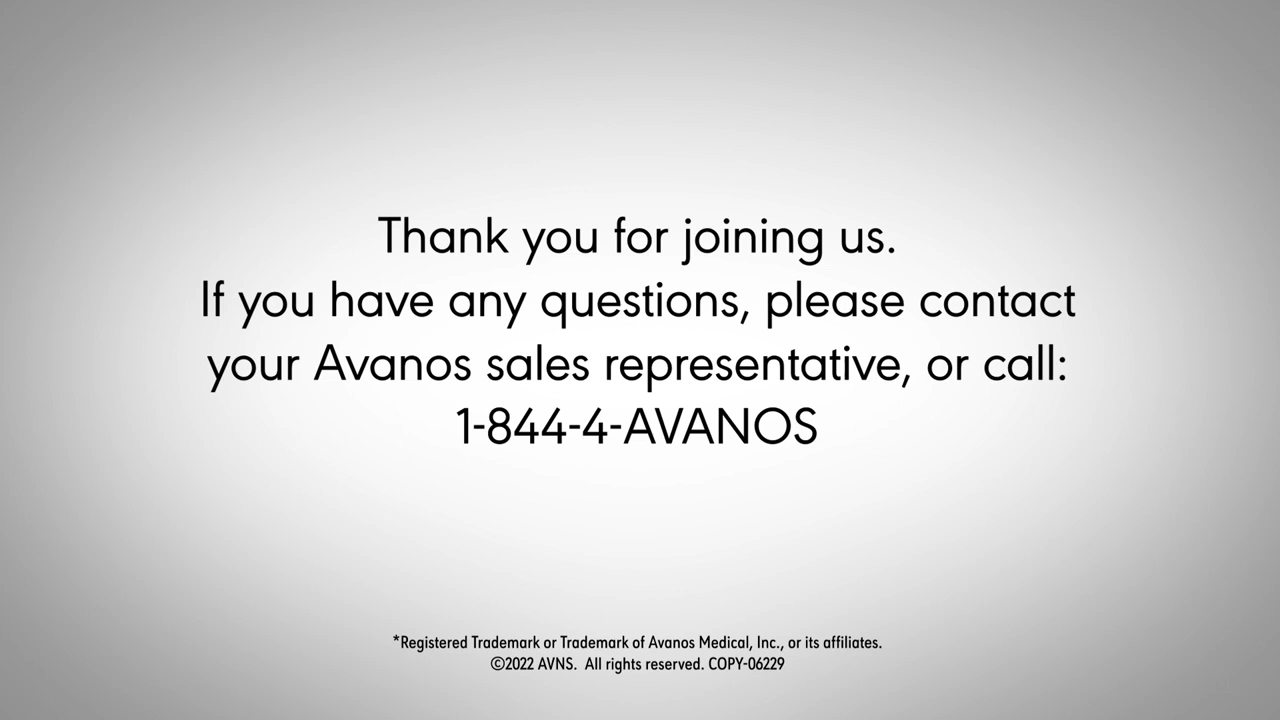 Thank you for joining us.
If you have any questions, please contact
your Avanos sales representative, or call:
1-844-4-AVANOS
*Registered Trademark or Trademark of Avanos Medical, Inc., or its affiliates.
©2022 AVNS. All rights reserved. COPY-06229